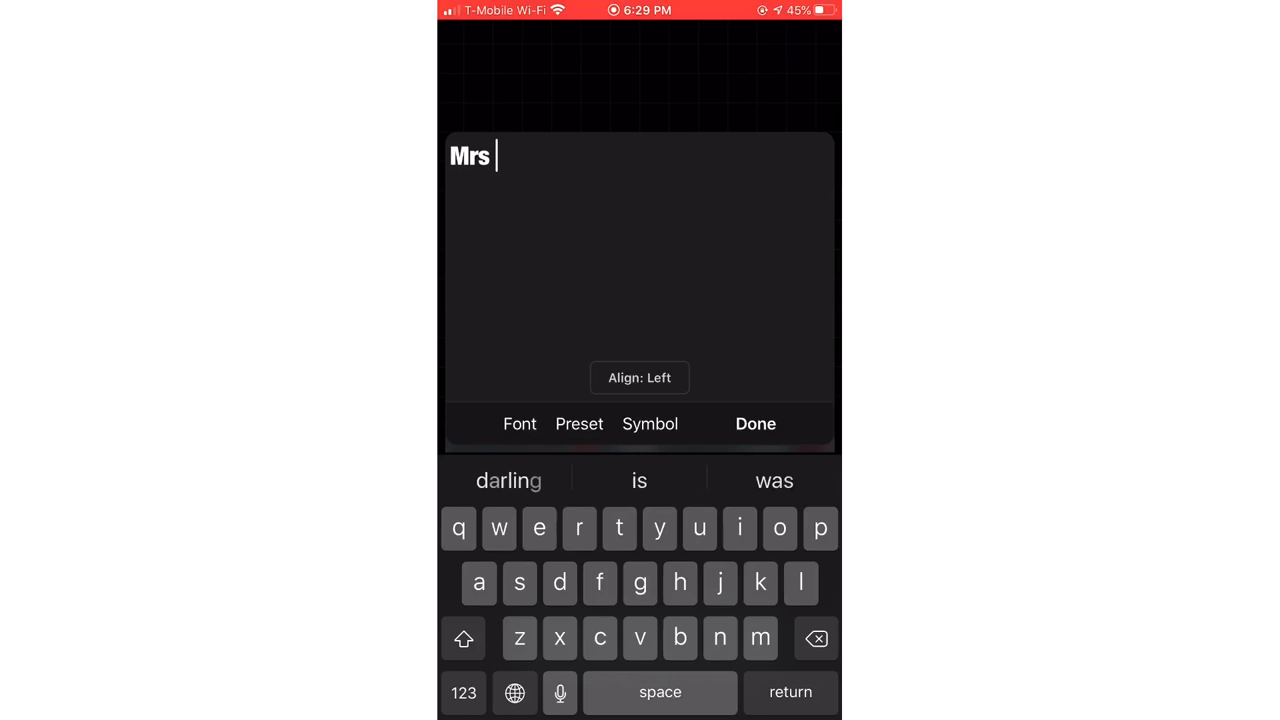 T-Mobile Wi-Fi 6:29 PM 45%
Mrs
Align: Left
Font Preset Symbol Done
darling is was
q w e r t y u i o p
a s d f g h j k l
z x c v b n m
123 space return